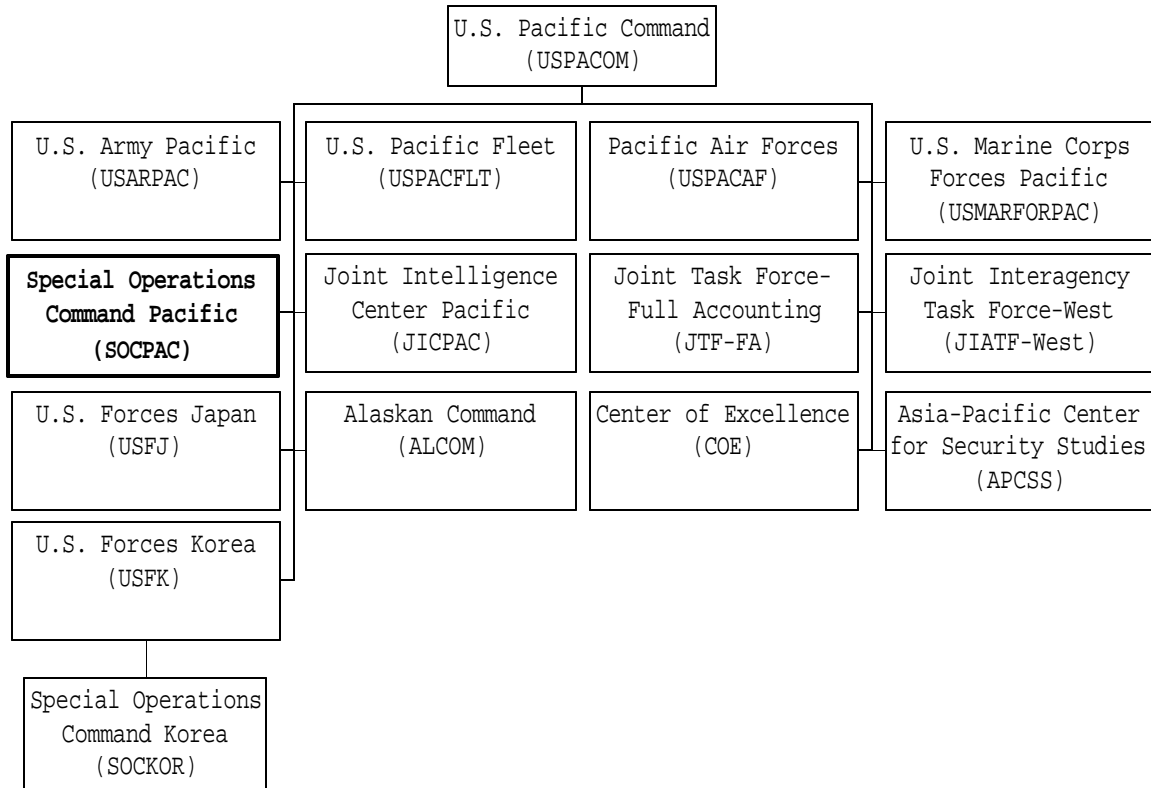 U.S. Pacific Command
(USPACOM)
U.S. Army Pacific
(USARPAC)
U.S. Pacific Fleet
(USPACFLT)
Pacific Air Forces
(USPACAF)
U.S. Marine Corps
Forces Pacific
(USMARFORPAC)
Special Operations
Command Pacific
(SOCPAC)
Joint Intelligence
Center Pacific
(JICPAC)
Joint Task Force-
Full Accounting
(JTF-FA)
Joint Interagency
Task Force-West
(JIATF-West)
U.S. Forces Japan
(USFJ)
Alaskan Command
(ALCOM)
Center of Excellence
(COE)
Asia-Pacific Center
for Security Studies
(APCSS)
U.S. Forces Korea
(USFK)
Special Operations
Command Korea
(SOCKOR)